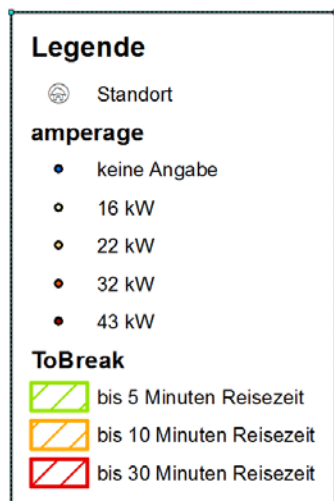 Legende
Standort
amperage
keine Angabe
16 kW
22 kW
32 kW
43 kW
ToBreak
bis 5 Minuten Reisezeit
bis 10 Minuten Reisezeit
bis 30 Minuten Reisezeit